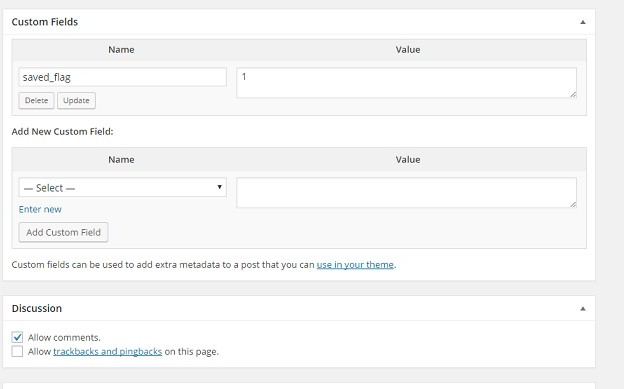 Custom Fields
Name Value
saved_flag 1
Delete Update
Add New Custom Field:
Name Value
— Select —
Enter new
Add Custom Field
Custom fields can be used to add extra metadata to a post that you can use in your theme.
Discussion
Allow comments.
Allow trackbacks and pingbacks on this page.